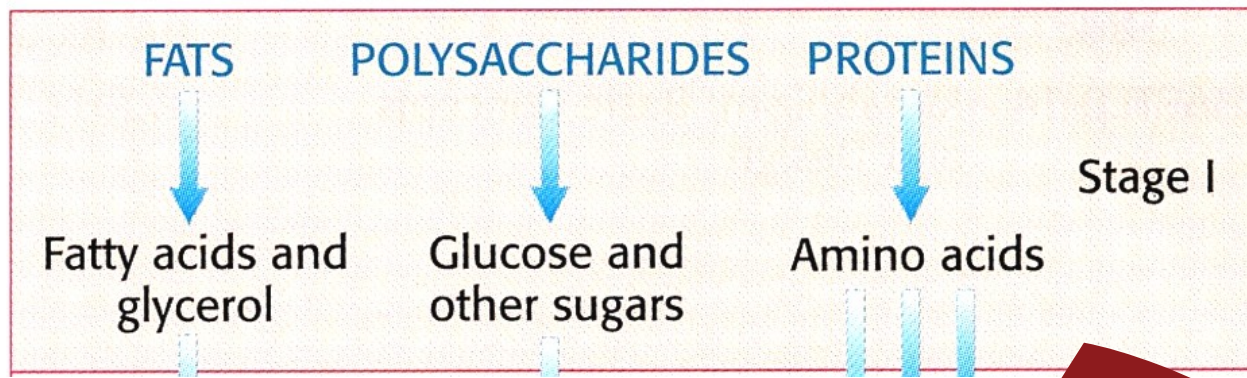 FATS POLYSACCHARIDES PROTEINS
Stage I
Fatty acids and Glucose and Amino acids
glycerol other sugars